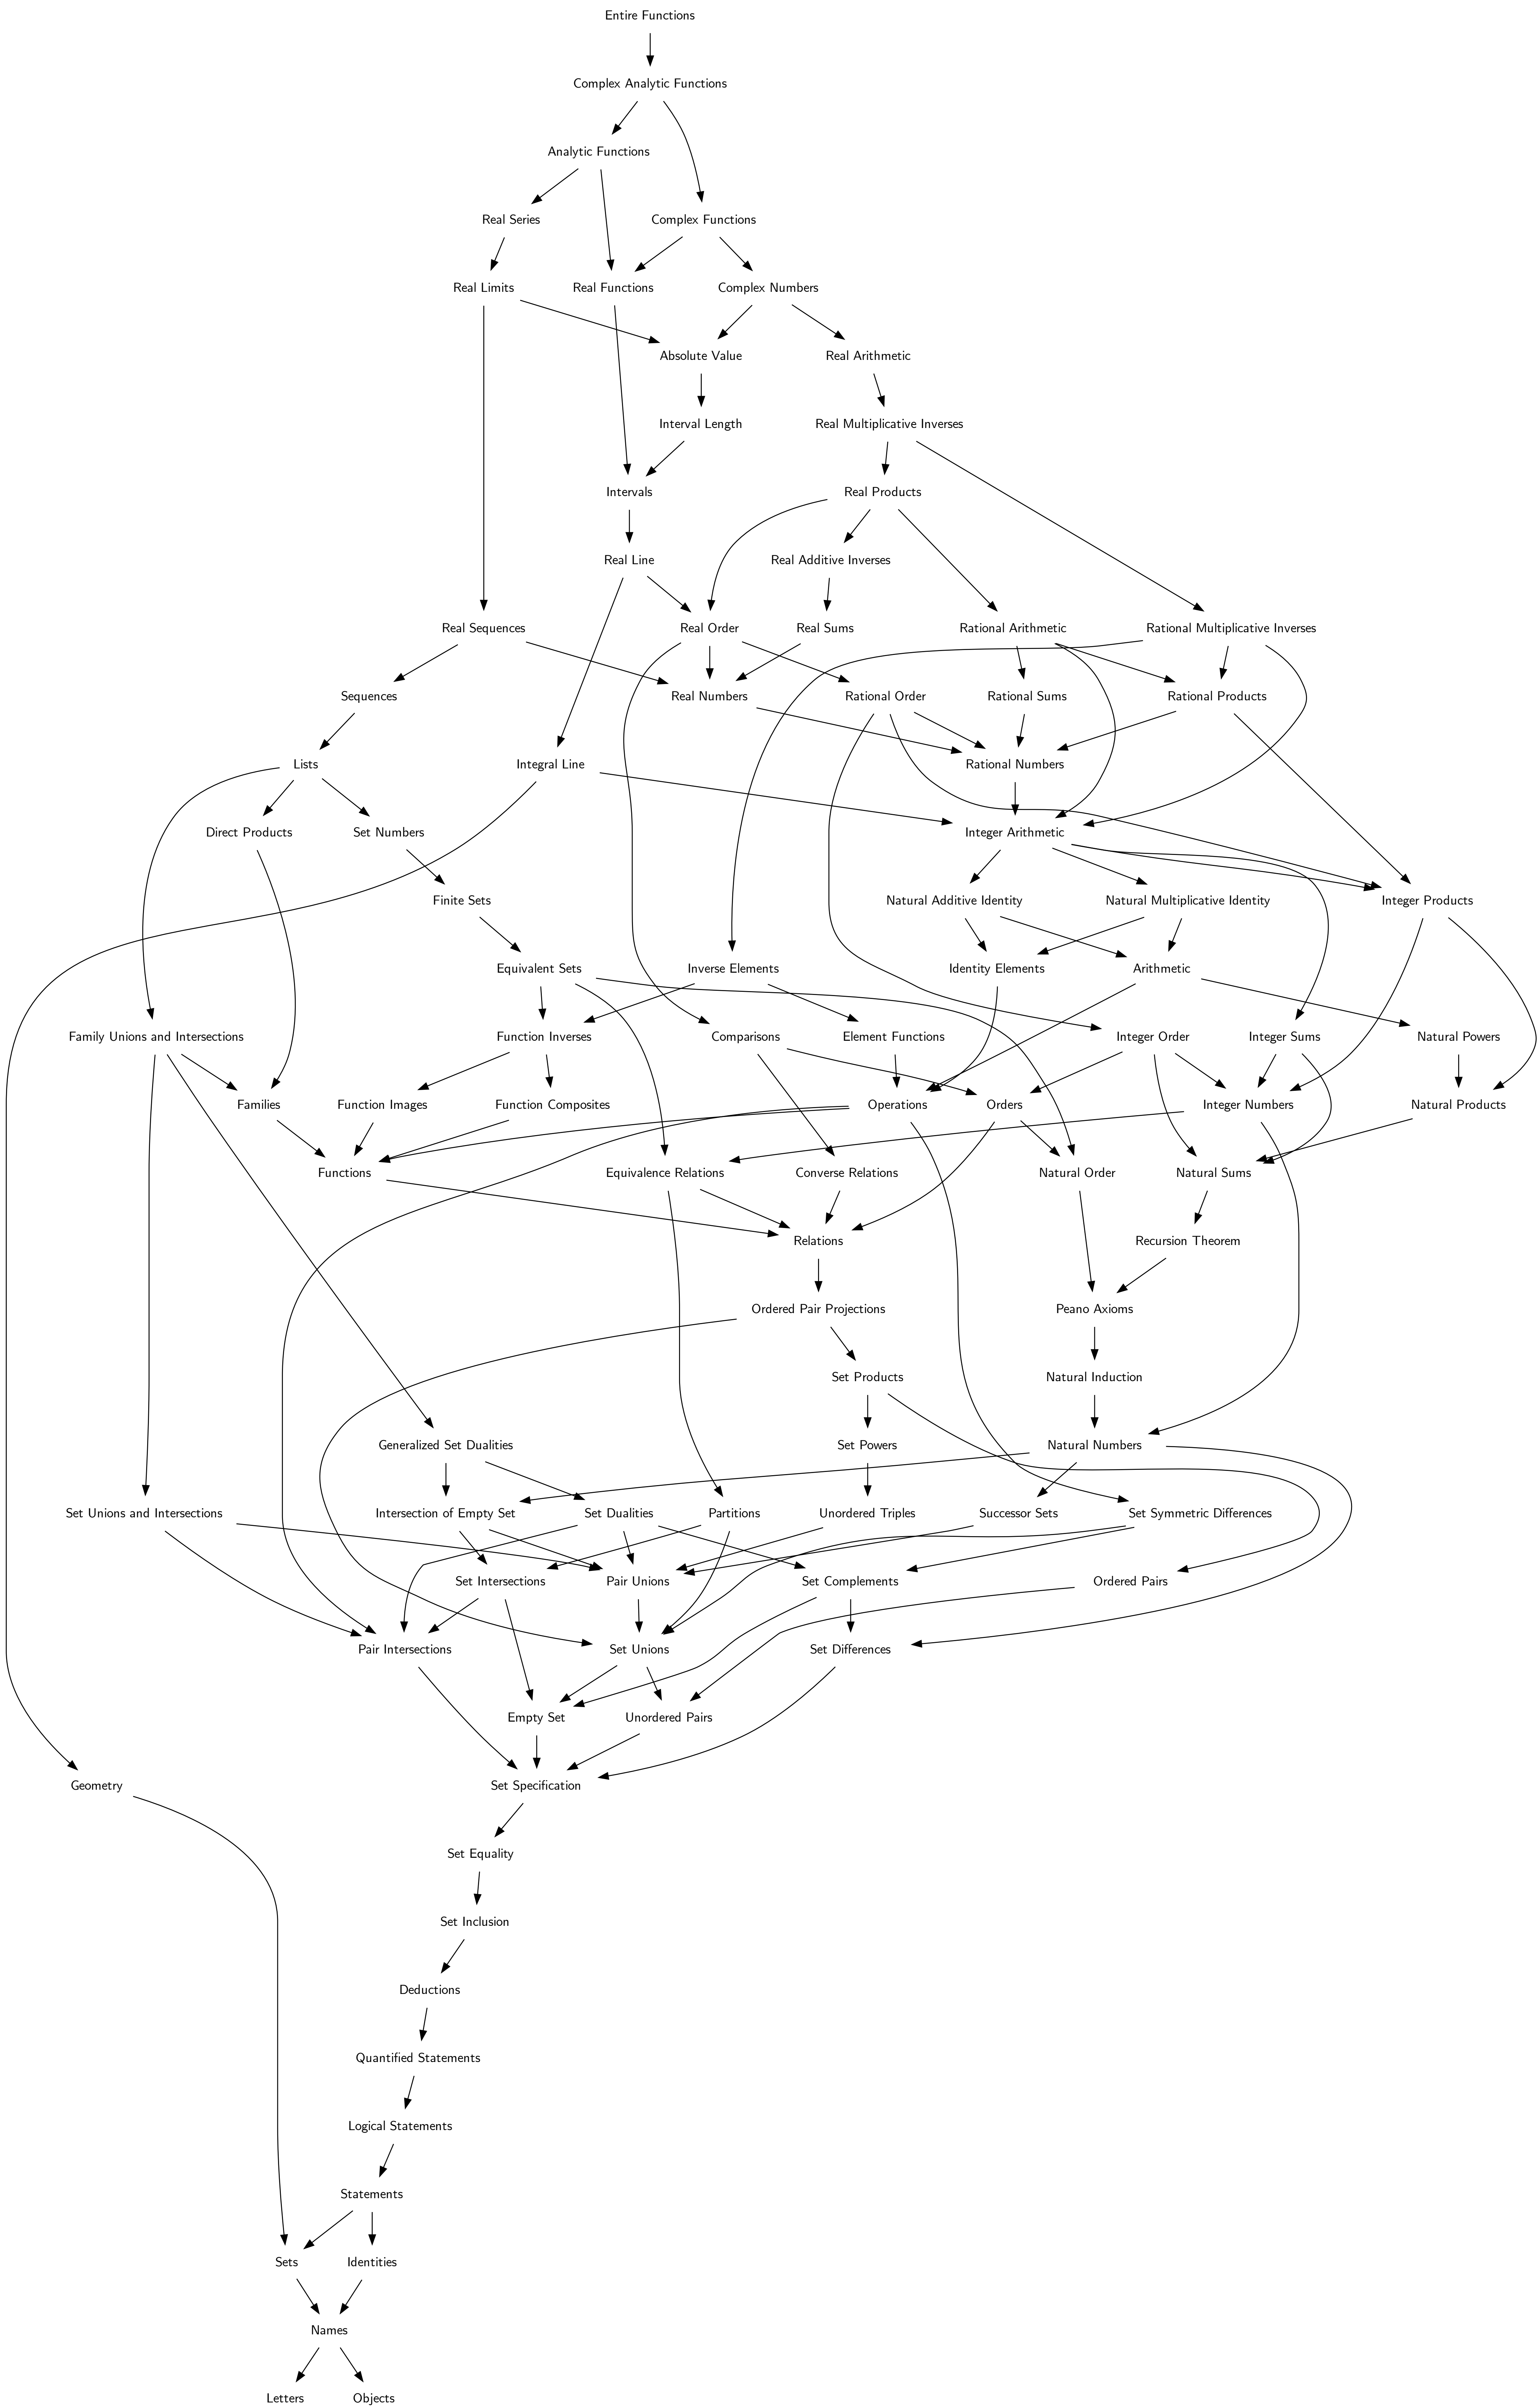 Entire Functions
Complex Analytic Functions
Analytic Functions
Real Series
Complex Functions
Real Limits
Real Functions
Complex Numbers
Absolute Value
Real Arithmetic
Interval Length
Real Multiplicative Inverses
Intervals
Real Products
Real Line
Real Additive Inverses
Real Sequences
Real Order
Real Sums
Rational Arithmetic
Rational Multiplicative Inverses
Sequences
Real Numbers
Rational Order
Rational Sums
Rational Products
Lists
Integral Line
Rational Numbers
Direct Products
Set Numbers
Integer Arithmetic
Finite Sets
Natural Additive Identity
Natural Multiplicative Identity
Integer Products
Equivalent Sets
Inverse Elements
Identity Elements
Arithmetic
Family Unions and Intersections
Function Inverses
Comparisons
Element Functions
Integer Order
Integer Sums
Natural Powers
Families
Function Images
Function Composites
Operations
Orders
Integer Numbers
Natural Products
Functions
Equivalence Relations
Converse Relations
Natural Order
Natural Sums
Relations
Recursion Theorem
Ordered Pair Projections
Peano Axioms
Set Products
Natural Induction
Generalized Set Dualities
Set Powers
Natural Numbers
Set Unions and Intersections
Intersection of Empty Set
Set Dualities
Partitions
Unordered Triples
Successor Sets
Set Symmetric Differences
Set Intersections
Pair Unions
Set Complements
Ordered Pairs
Pair Intersections
Set Unions
Set Differences
Empty Set
Unordered Pairs
Geometry
Set Specification
Set Equality
Set Inclusion
Deductions
Quantified Statements
Logical Statements
Statements
Sets
Identities
Names
Letters
Objects